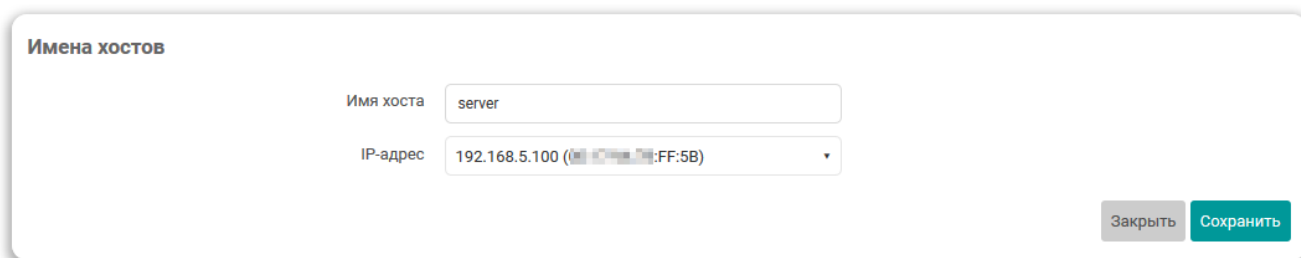 Имена хостов
Имя хоста server
IP-адрес 192.168.5.100 ( :FF:5B)
Закрыть Сохранить